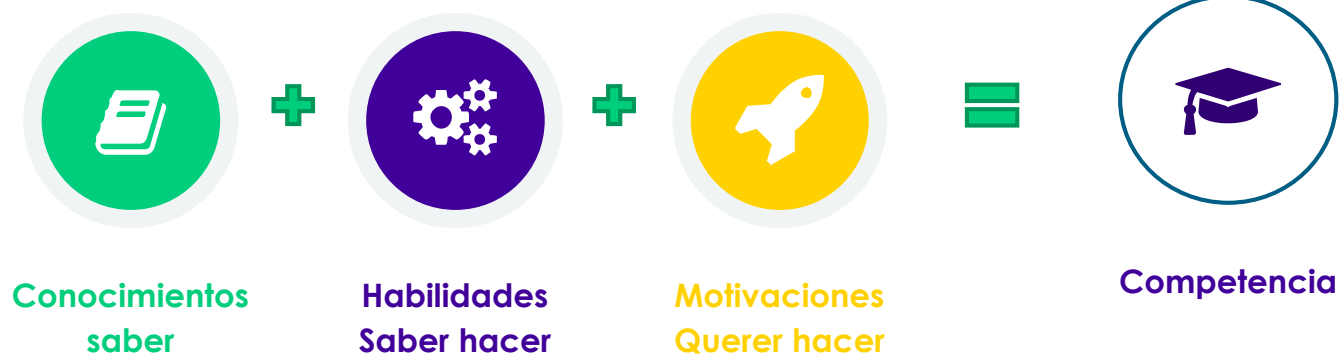 Conocimientos
saber
Habilidades
Saber hacer
Motivaciones
Querer hacer
Competencia